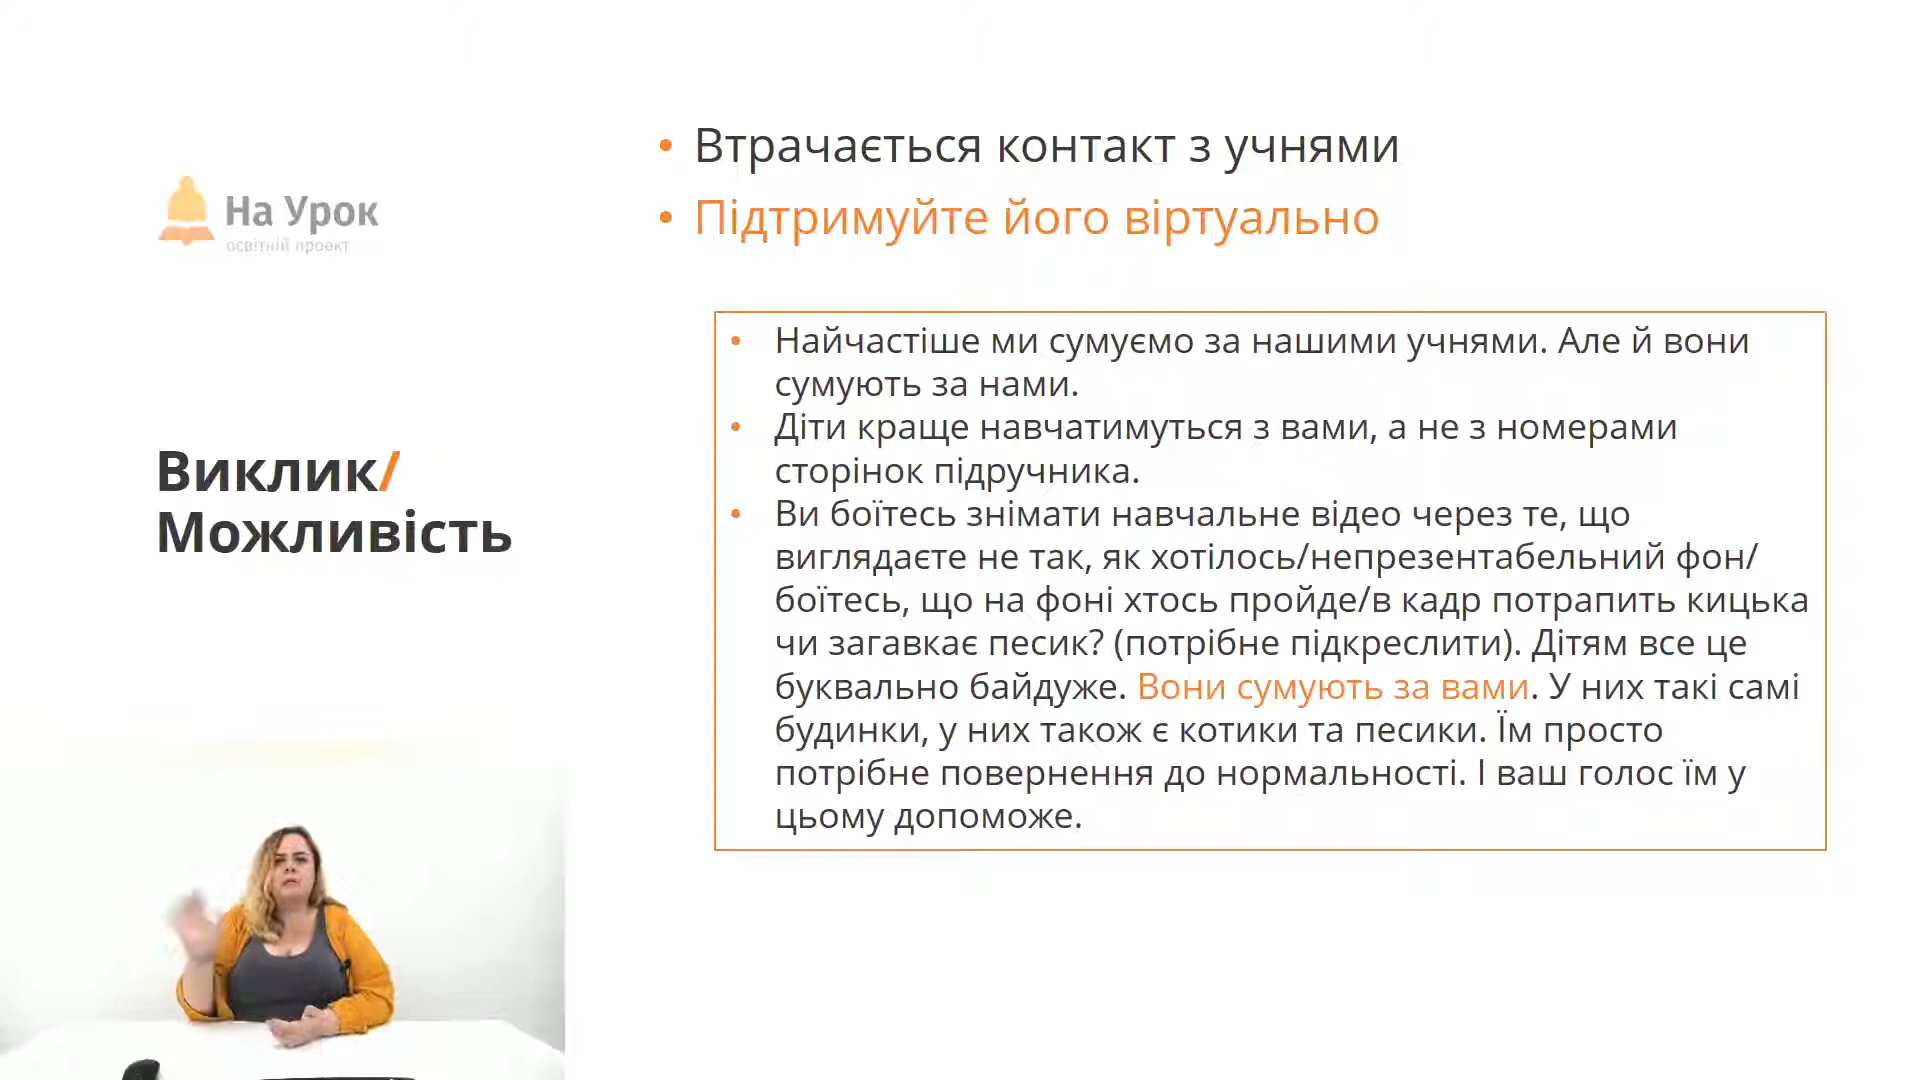 На Урок
освітній проект
Виклик/
Можливість
• Втрачається контакт з учнями
• Підтримуйте його віртуально
• Найчастіше ми сумуємо за нашими учнями. Але й вони
сумують за нами.
• Діти краще навчатимуться з вами, а не з номерами
сторінок підручника.
• Ви боїтесь знімати навчальне відео через те, що
виглядаєте не так, як хотілось/непрезентабельний фон/
боїтесь, що на фоні хтось пройде/в кадр потрапить кицька
чи загавкає песик? (потрібне підкреслити). Дітям все це
буквально байдуже. Вони сумують за вами. У них такі самі
будинки, у них також є котики та песики. Їм просто
потрібне повернення до нормальності. І ваш голос їм у
цьому допоможе.